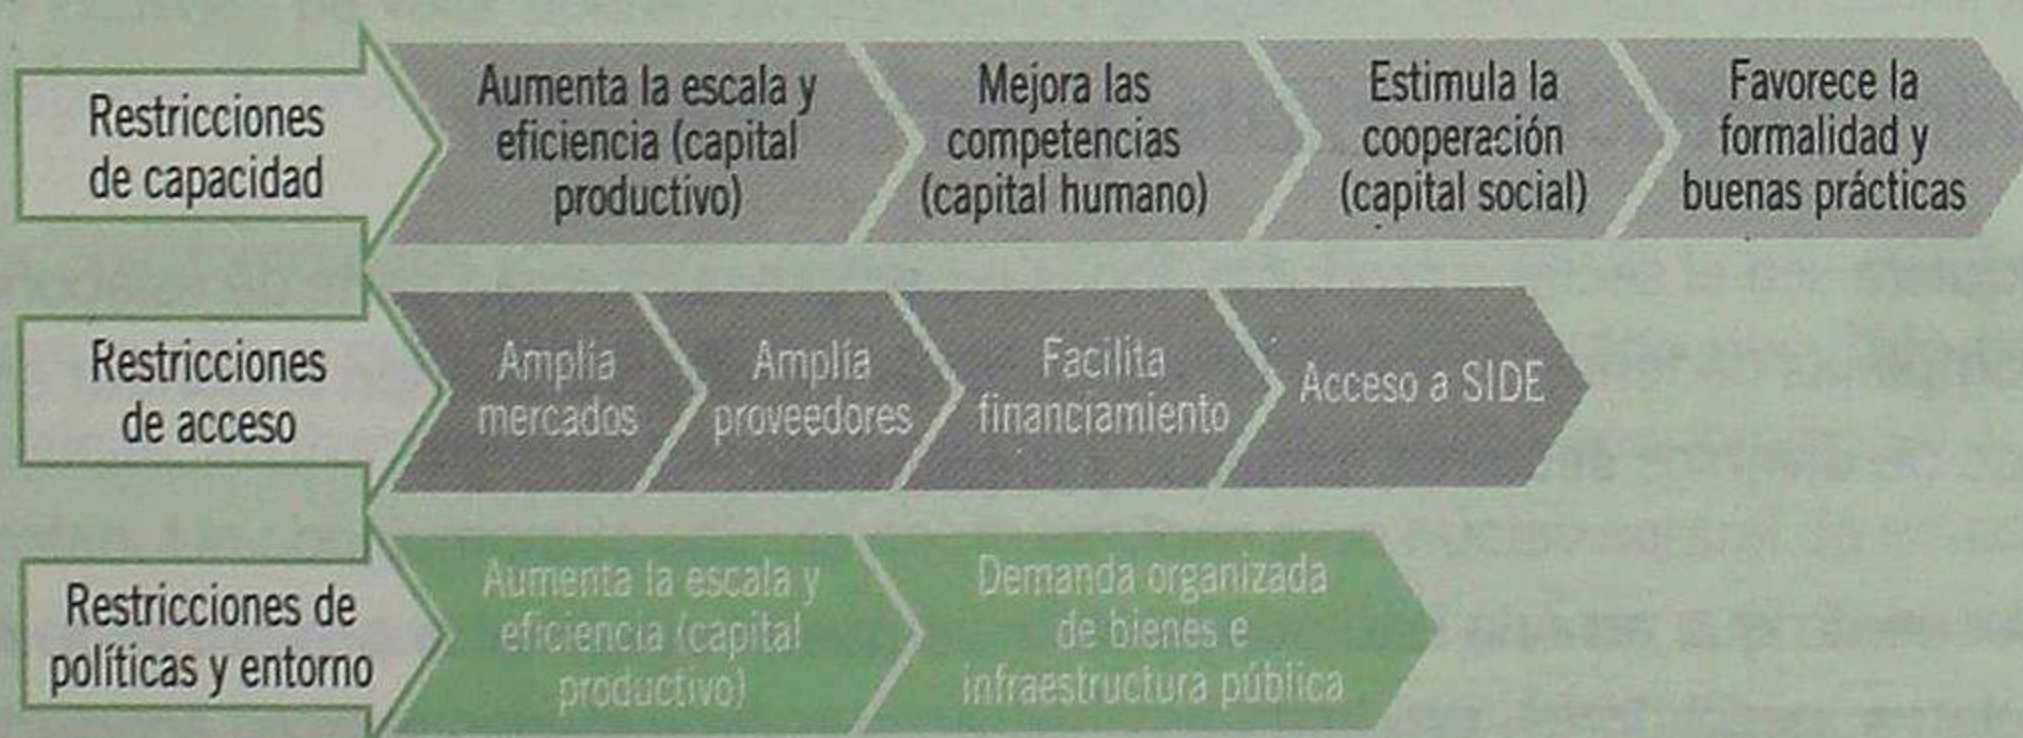 Restricciones
de capacidad
Aumenta la escala y
eficiencia (capital
productivo)
Mejora las
competencias
(capital humano)
Estimula la
cooperación
(capital social)
Favorece la
formalidad y
buenas prácticas
Restricciones
de acceso
Amplía
mercados
Amplía
proveedores
Facilita
financiamiento
Acceso a SIDE
Restricciones de
políticas y entorno
Aumenta la escala y
eficiencia (capital
productivo)
Demanda organizada
de bienes e
infraestructura pública